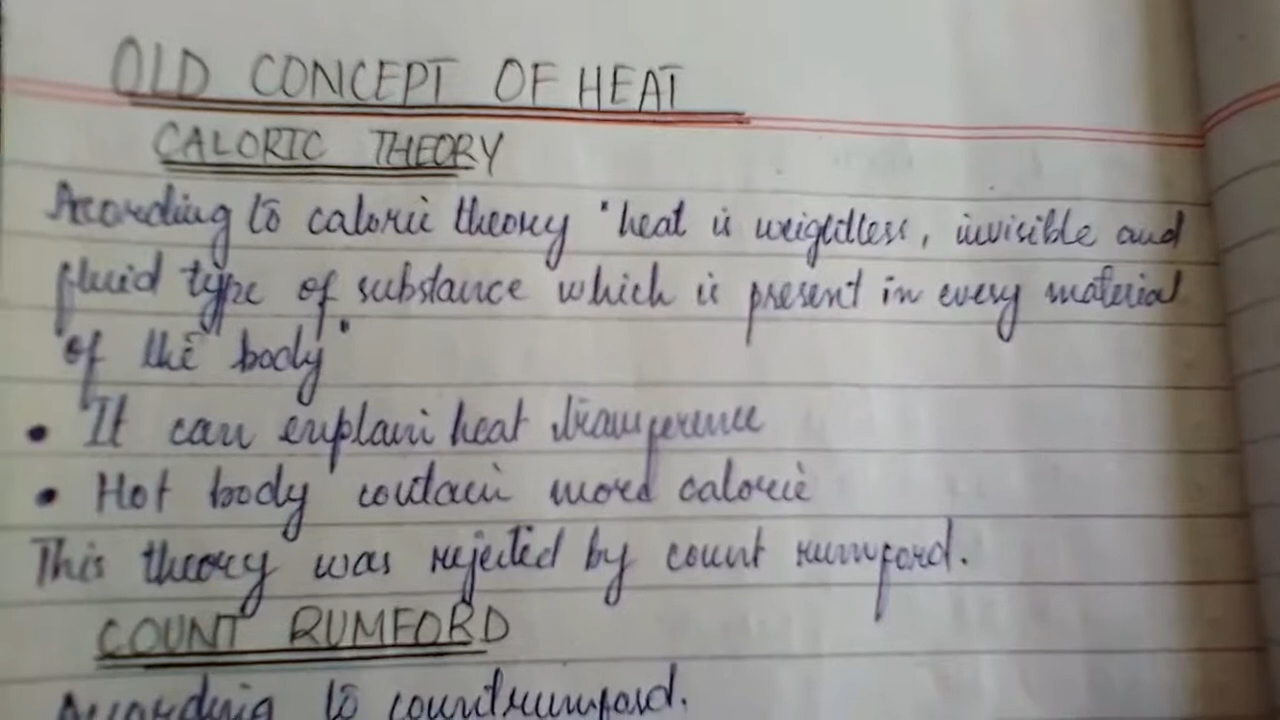 OLD CONCEPT OF HEAT
CALORIC THEORY
According to caloric theory "heat is weightless, invisible and
fluid type of substance which is present in every material
of the body"
• It can explain heat transference
• Hot body contain more caloric
This theory was rejected by count rumford.
COUNT RUMFORD
According to countrumford.